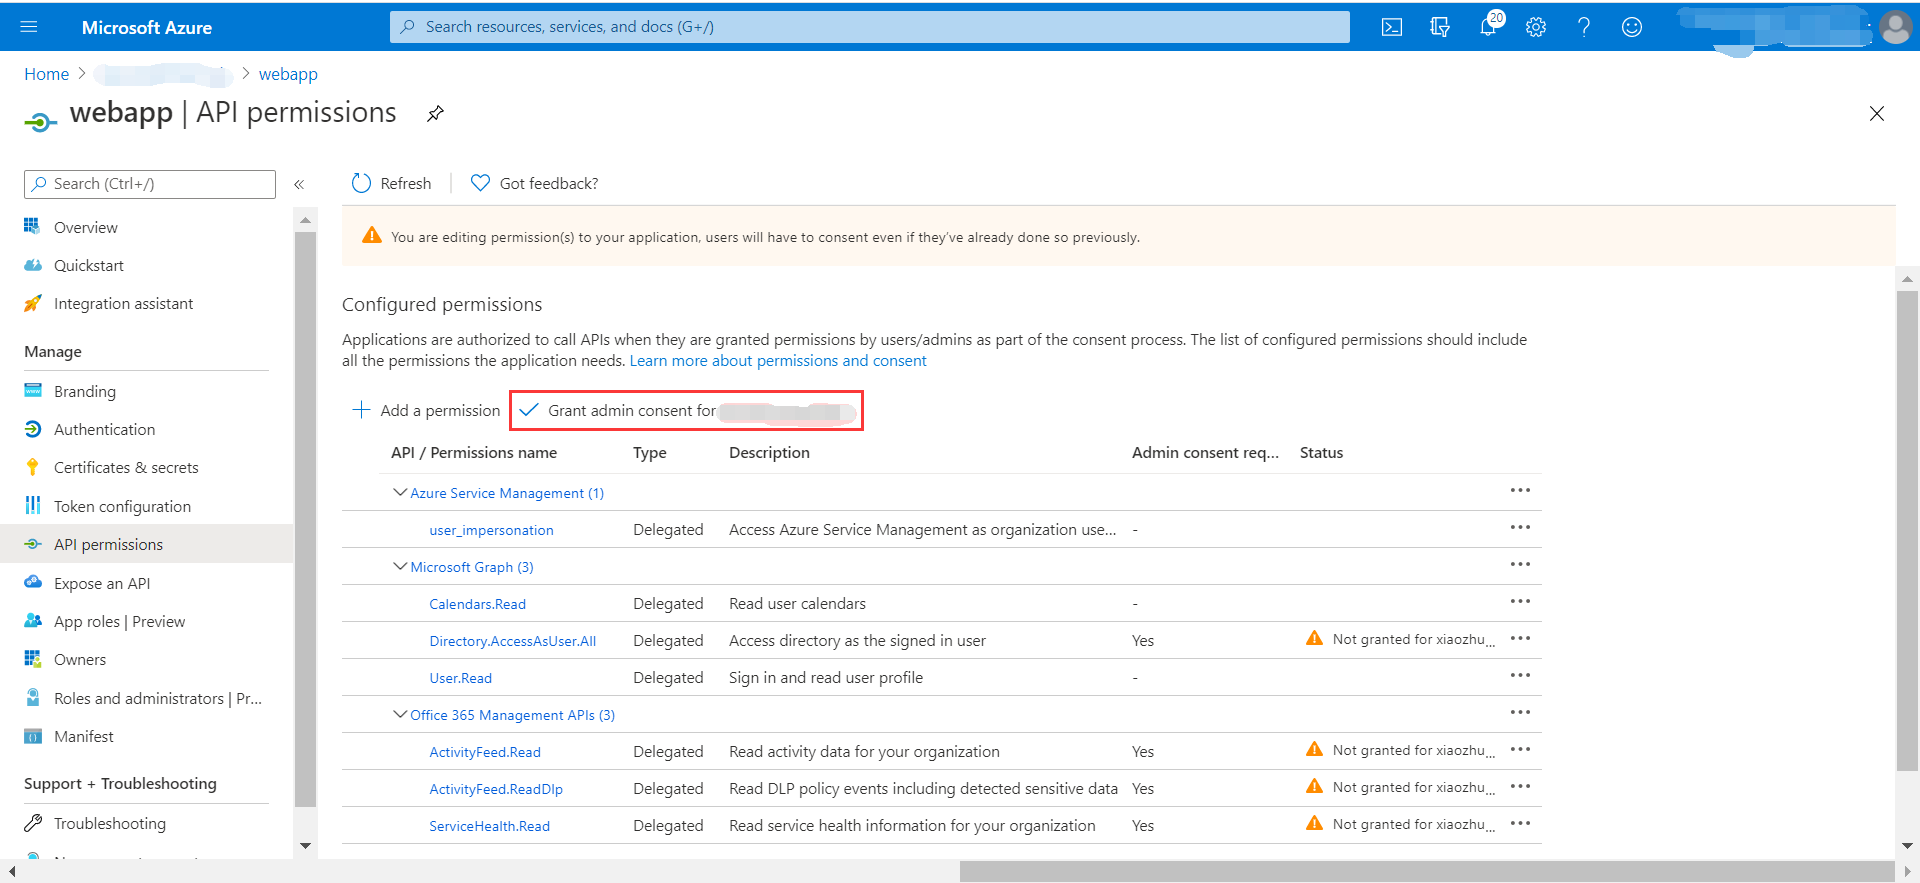 Microsoft Azure
Search resources, services, and docs (G+/)
20
Home > > webapp
webapp | API permissions
Search (Ctrl+/)
«
Refresh
Got feedback?
Overview
Quickstart
Integration assistant
Manage
Branding
Authentication
Certificates & secrets
Token configuration
API permissions
Expose an API
App roles | Preview
Owners
Roles and administrators | Pr...
Manifest
Support + Troubleshooting
Troubleshooting
You are editing permission(s) to your application, users will have to consent even if they've already done so previously.
Configured permissions
Applications are authorized to call APIs when they are granted permissions by users/admins as part of the consent process. The list of configured permissions should include
all the permissions the application needs. Learn more about permissions and consent
Add a permission Grant admin consent for
API / Permissions name Type Description Admin consent req... Status
Azure Service Management (1) ...
user_impersonation Delegated Access Azure Service Management as organization use... - ...
Microsoft Graph (3) ...
Calendars.Read Delegated Read user calendars - ...
Directory.AccessAsUser.All Delegated Access directory as the signed in user Yes Not granted for xiaozhu... ...
User.Read Delegated Sign in and read user profile - ...
Office 365 Management APIs (3) ...
ActivityFeed.Read Delegated Read activity data for your organization Yes Not granted for xiaozhu... ...
ActivityFeed.ReadDlp Delegated Read DLP policy events including detected sensitive data Yes Not granted for xiaozhu... ...
ServiceHealth.Read Delegated Read service health information for your organization Yes Not granted for xiaozhu... ...